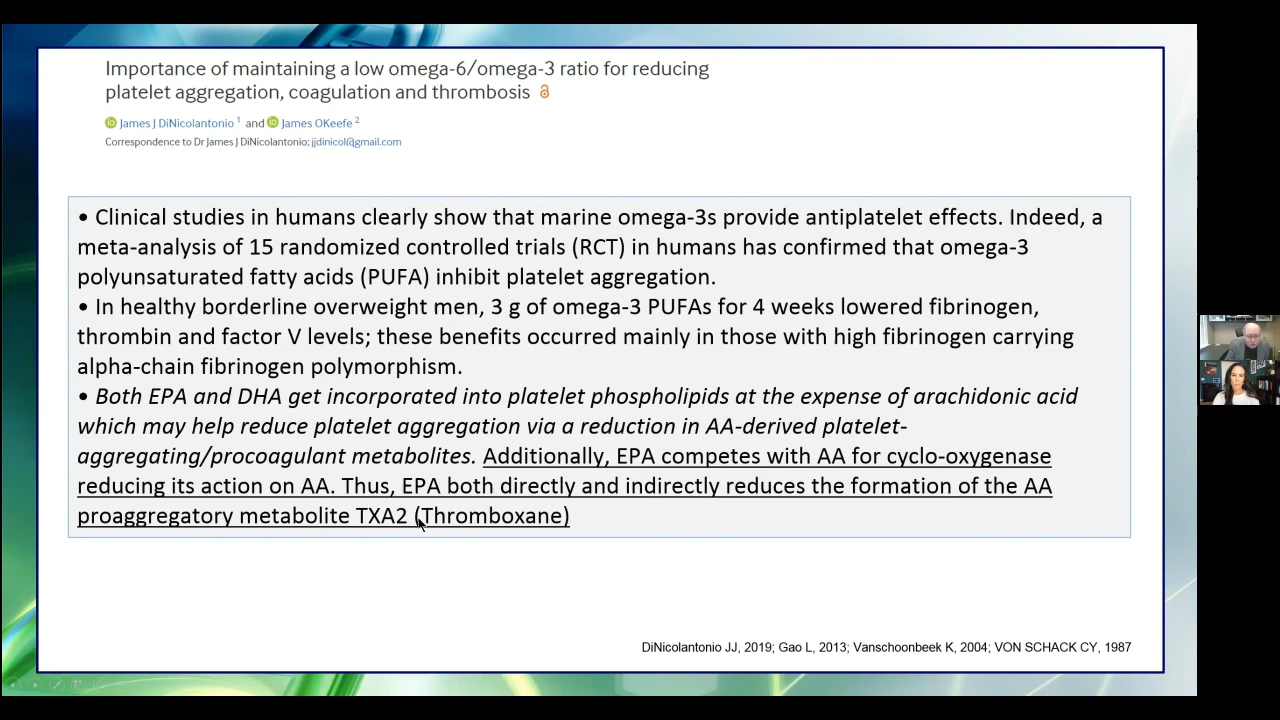 Importance of maintaining a low omega-6/omega-3 ratio for reducing
platelet aggregation, coagulation and thrombosis
James J DiNicolantonio 1 and James OKeefe 2
Correspondence to Dr James J DiNicolantonio; jjdinicol@gmail.com
• Clinical studies in humans clearly show that marine omega-3s provide antiplatelet effects. Indeed, a
meta-analysis of 15 randomized controlled trials (RCT) in humans has confirmed that omega-3
polyunsaturated fatty acids (PUFA) inhibit platelet aggregation.
• In healthy borderline overweight men, 3 g of omega-3 PUFAs for 4 weeks lowered fibrinogen,
thrombin and factor V levels; these benefits occurred mainly in those with high fibrinogen carrying
alpha-chain fibrinogen polymorphism.
• Both EPA and DHA get incorporated into platelet phospholipids at the expense of arachidonic acid
which may help reduce platelet aggregation via a reduction in AA-derived platelet-
aggregating/procoagulant metabolites. Additionally, EPA competes with AA for cyclo-oxygenase
reducing its action on AA. Thus, EPA both directly and indirectly reduces the formation of the AA
proaggregatory metabolite TXA2 (Thromboxane)
DiNicolantonio JJ, 2019; Gao L, 2013; Vanschoonbeek K, 2004; VON SCHACK CY, 1987